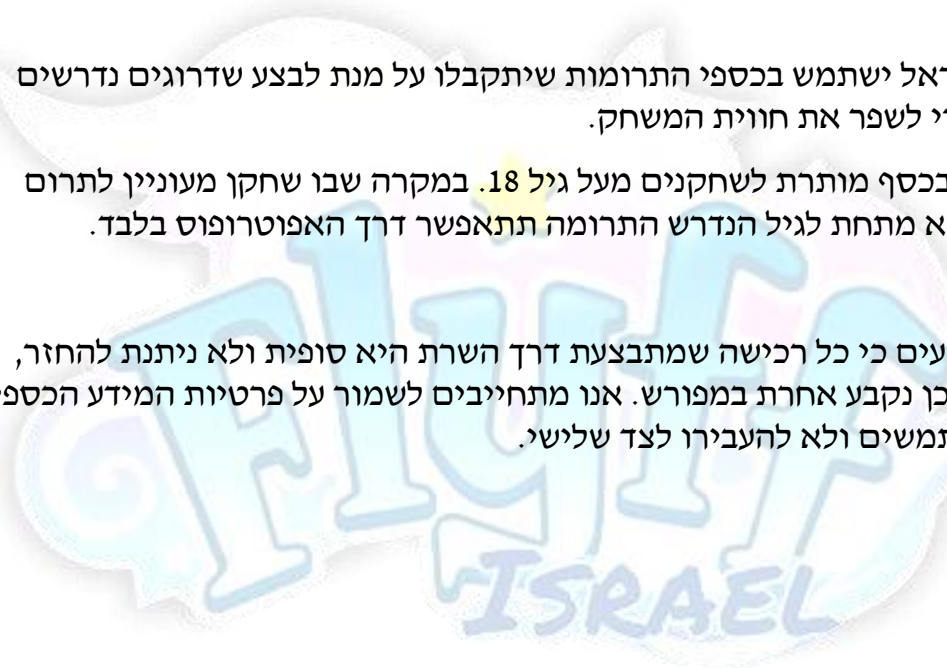 ראל ישתמש בכספי התרומות שיתקבלו על מנת לבצע שדרוגים נדרשים
די לשפר את חווית המשחק.
בכסף מותרת לשחקנים מעל גיל 18. במקרה שבו שחקן מעוניין לתרום
א מתחת לגיל הנדרש התרומה תתאפשר דרך האפוטרופוס בלבד.
עים כי כל רכישה שמתבצעת דרך השרת היא סופית ולא ניתנת להחזר,
כן נקבע אחרת במפורש. אנו מתחייבים לשמור על פרטיות המידע הכספי
תמשים ולא להעבירו לצד שלישי.
Flyff
ISRAEL